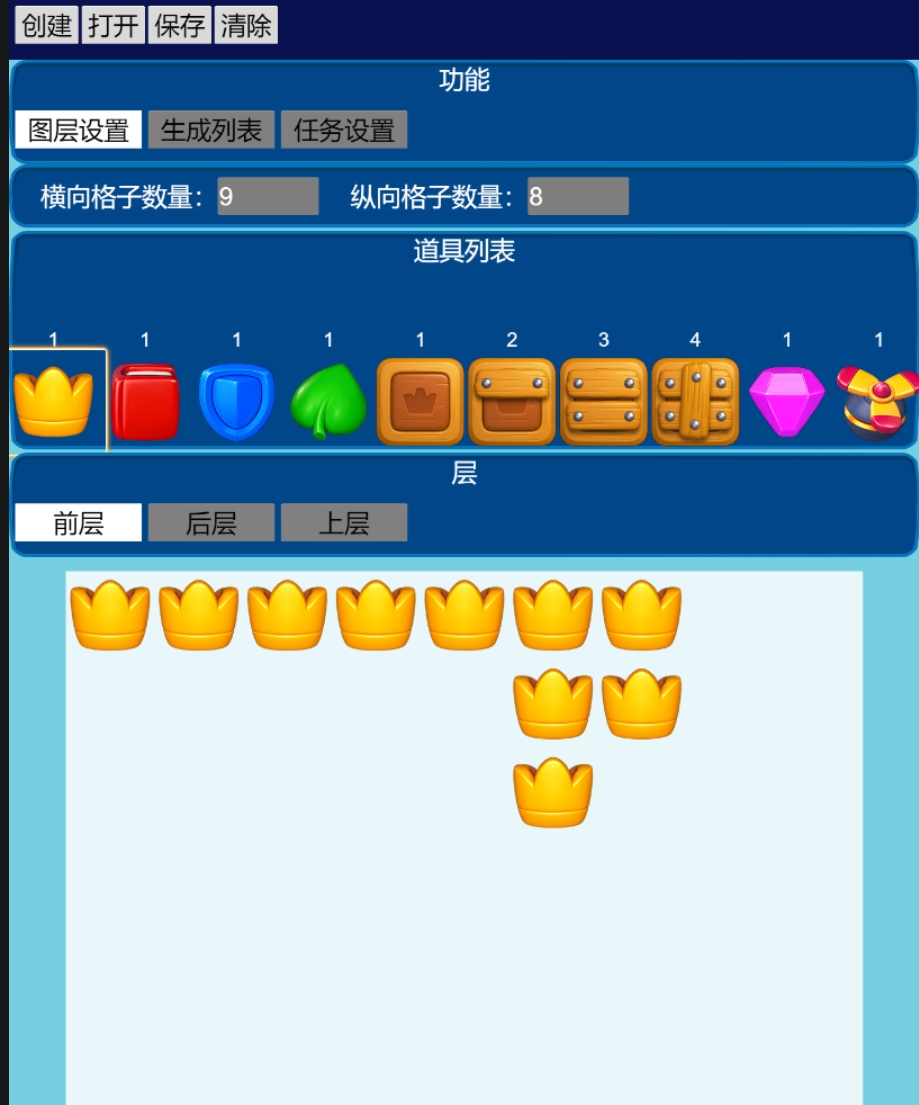 创建 打开 保存 清除
功能
图层设置 生成列表 任务设置
横向格子数量: 9 纵向格子数量: 8
道具列表
1 1 1 1 1 2 3 4 1 1
层
前层 后层 上层